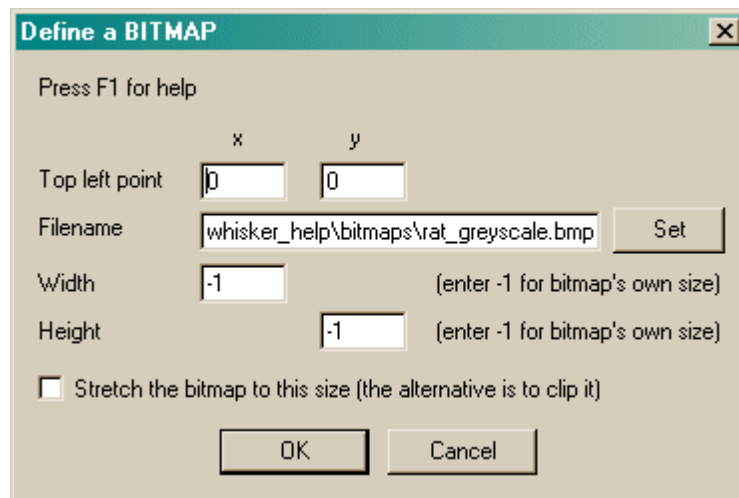 Define a BITMAP
Press F1 for help
x y
Top left point 0 0
Filename whisker_help\bitmaps\rat_greyscale.bmp Set
Width -1 (enter -1 for bitmap's own size)
Height -1 (enter -1 for bitmap's own size)
Stretch the bitmap to this size (the alternative is to clip it)
OK Cancel